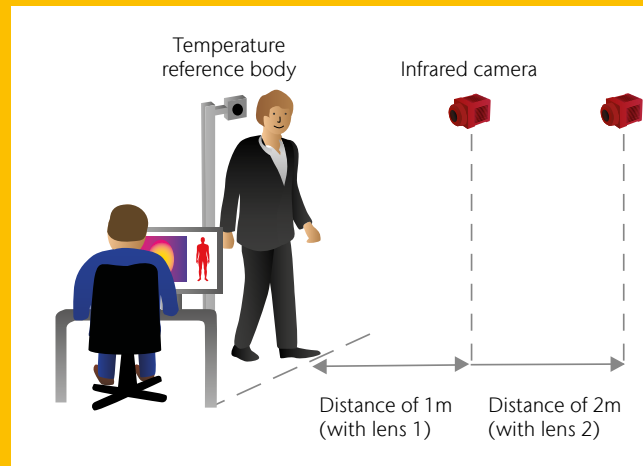 Temperature
reference body
Infrared camera
Distance of 1m
(with lens 1)
Distance of 2m
(with lens 2)